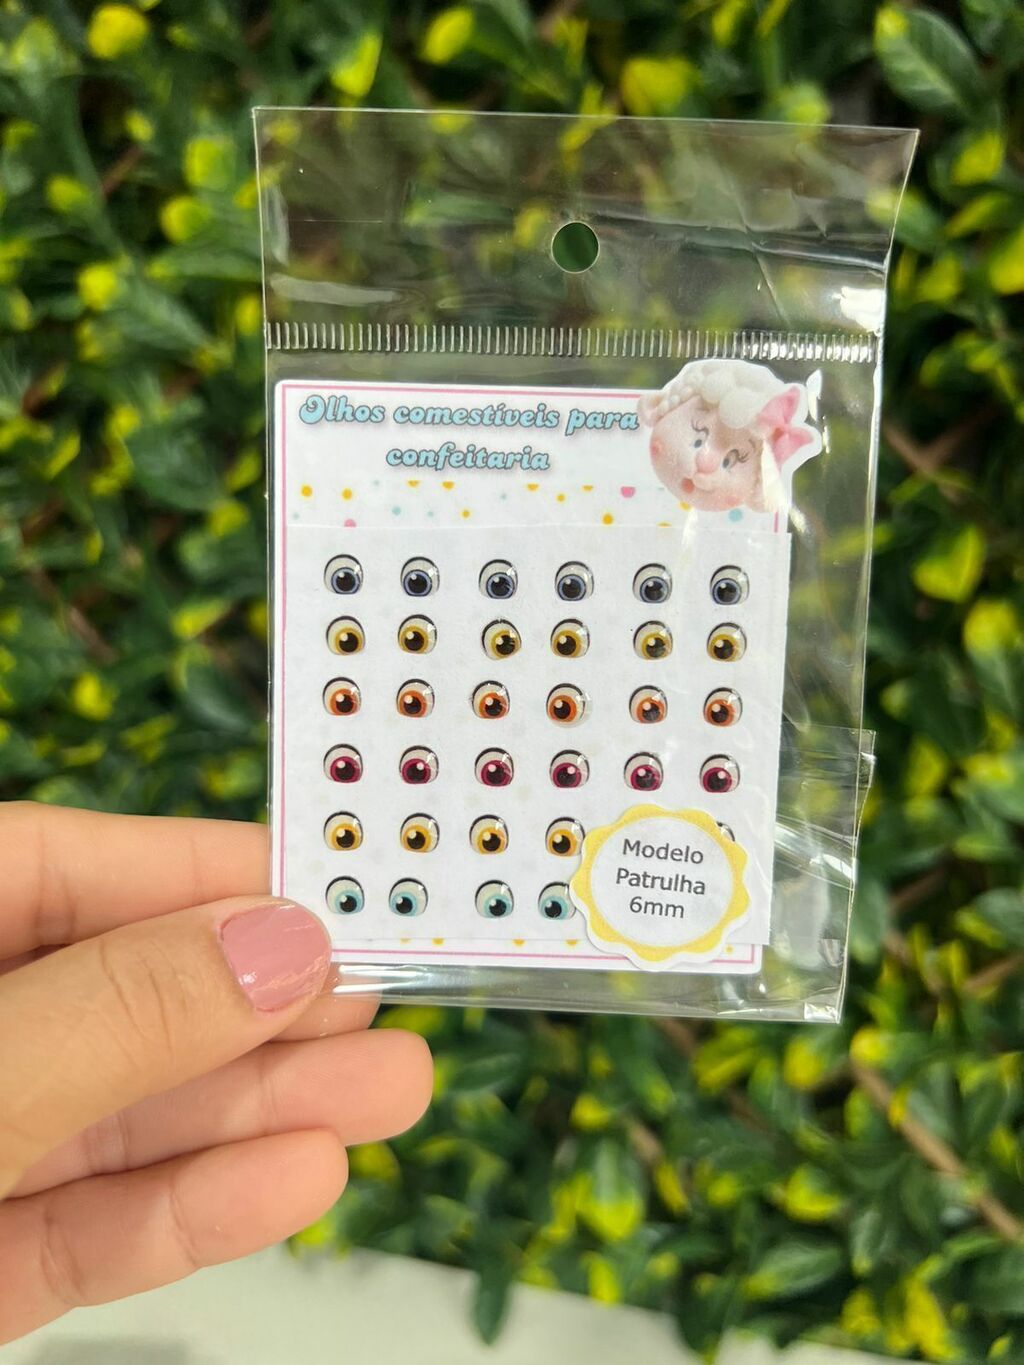 Olhos comestíveis para
confeitaria
Modelo
Patrulha
6mm